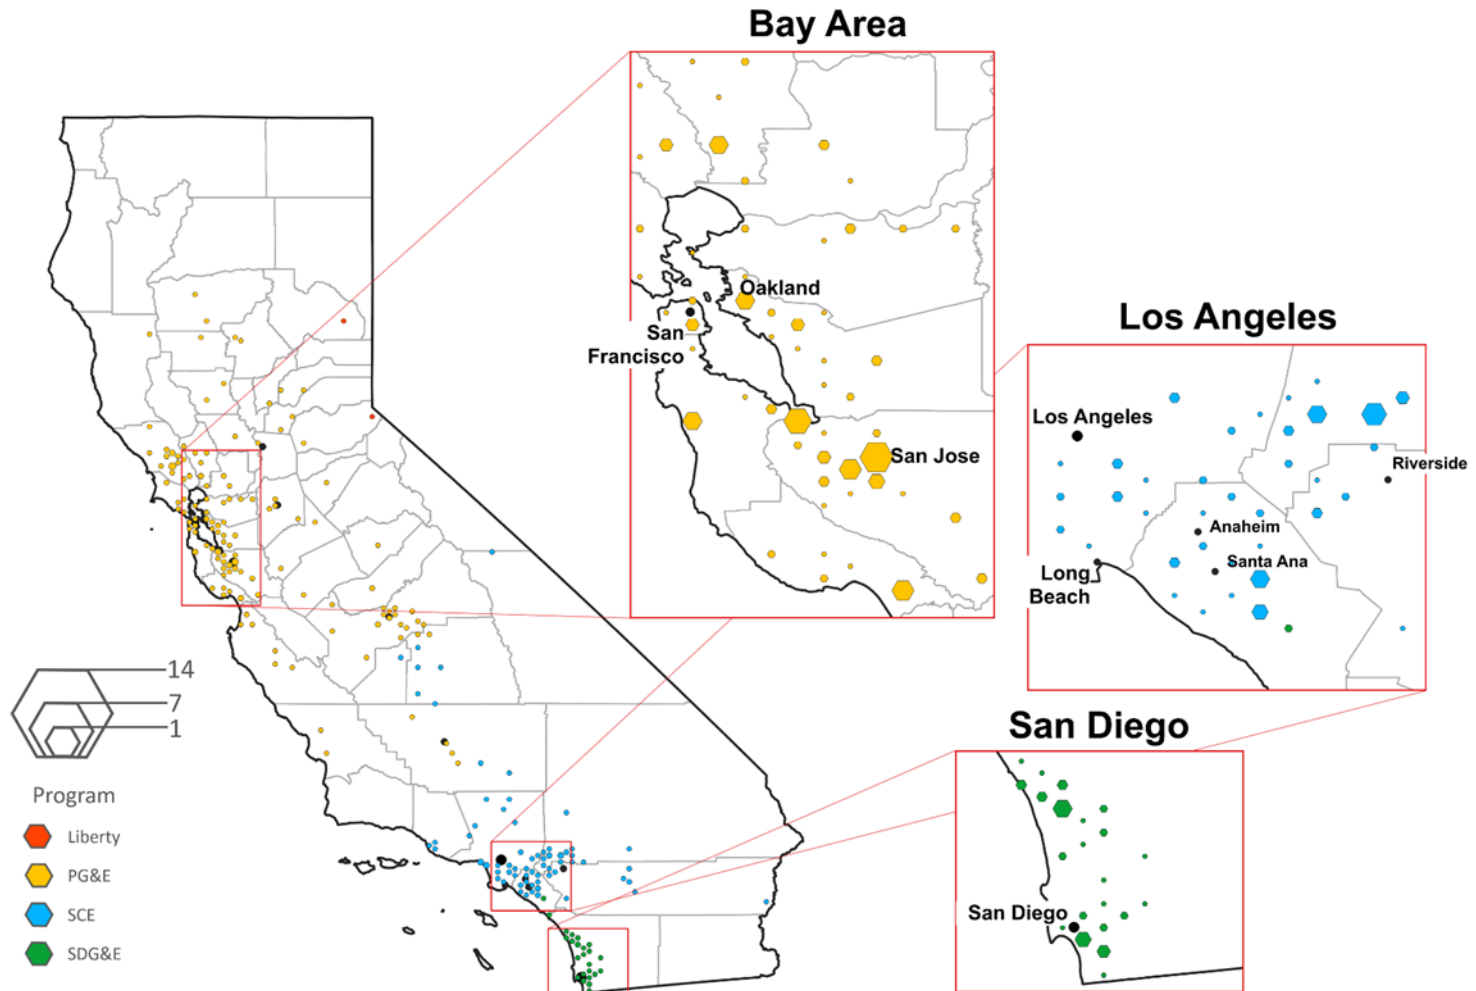 Bay Area
Oakland
San
Francisco
San Jose
Los Angeles
Los Angeles
Riverside
Anaheim
Santa Ana
Long
Beach
14
7
1
San Diego
San Diego
Program
Liberty
PG&E
SCE
SDG&E